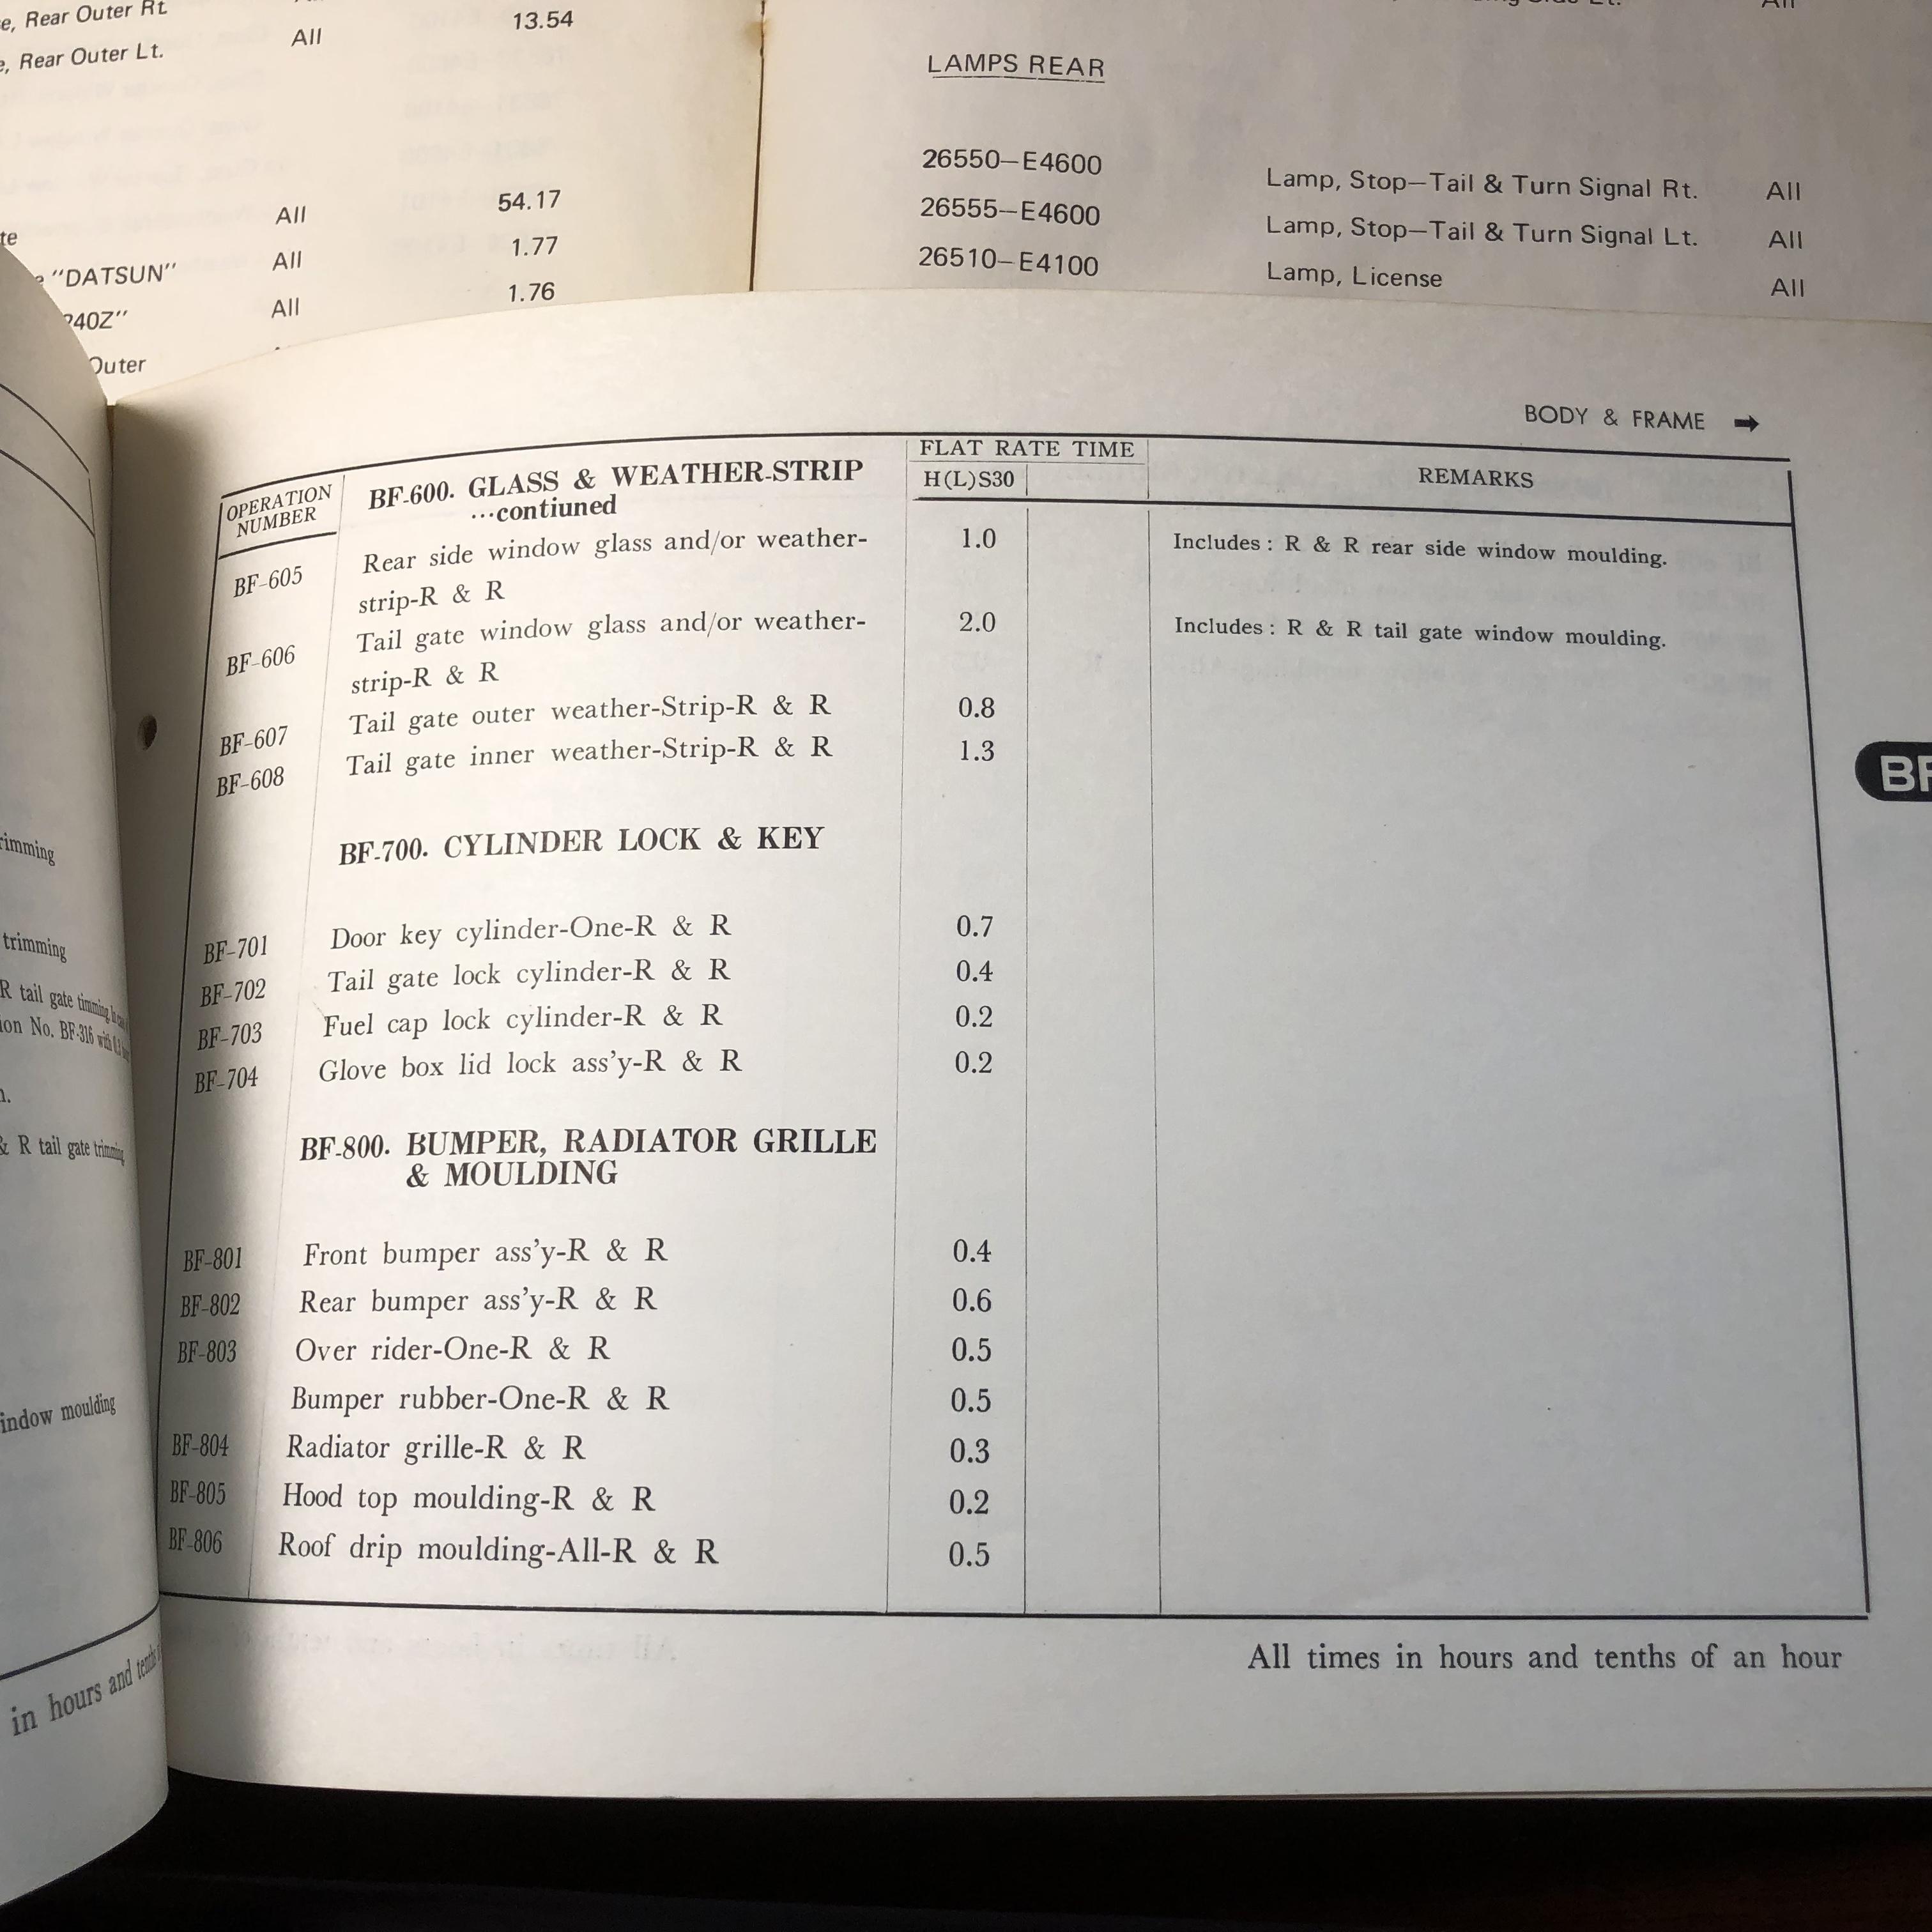 e, Rear Outer Rt
e, Rear Outer Lt.
All
13.54
te
All
54.17
"DATSUN"
All
1.77
240Z"
All
1.76
Outer
All
LAMPS REAR
26550—E4600
Lamp, Stop—Tail & Turn Signal Rt.
All
26555—E4600
Lamp, Stop—Tail & Turn Signal Lt.
All
26510—E4100
Lamp, License
All
rimming
trimming
R tail gate timming
ion No. BF-316 with
n.
& R tail gate trimming
indow moulding
in hours and tenths
BODY & FRAME ➡
OPERATION NUMBER
BF-600. GLASS & WEATHER-STRIP
...contiuned
FLAT RATE TIME
H(L)S30
REMARKS
BF-605 Rear side window glass and/or weather- 1.0 Includes : R & R rear side window moulding.
strip-R & R
BF-606 Tail gate window glass and/or weather- 2.0 Includes : R & R tail gate window moulding.
strip-R & R
BF-607 Tail gate outer weather-Strip-R & R 0.8
BF-608 Tail gate inner weather-Strip-R & R 1.3
BF-700. CYLINDER LOCK & KEY
BF-701 Door key cylinder-One-R & R 0.7
BF-702 Tail gate lock cylinder-R & R 0.4
BF-703 Fuel cap lock cylinder-R & R 0.2
BF-704 Glove box lid lock ass'y-R & R 0.2
BF-800. BUMPER, RADIATOR GRILLE
& MOULDING
BF-801 Front bumper ass'y-R & R 0.4
BF-802 Rear bumper ass'y-R & R 0.6
BF-803 Over rider-One-R & R 0.5
Bumper rubber-One-R & R 0.5
BF-804 Radiator grille-R & R 0.3
BF-805 Hood top moulding-R & R 0.2
BF-806 Roof drip moulding-All-R & R 0.5
All times in hours and tenths of an hour
BF